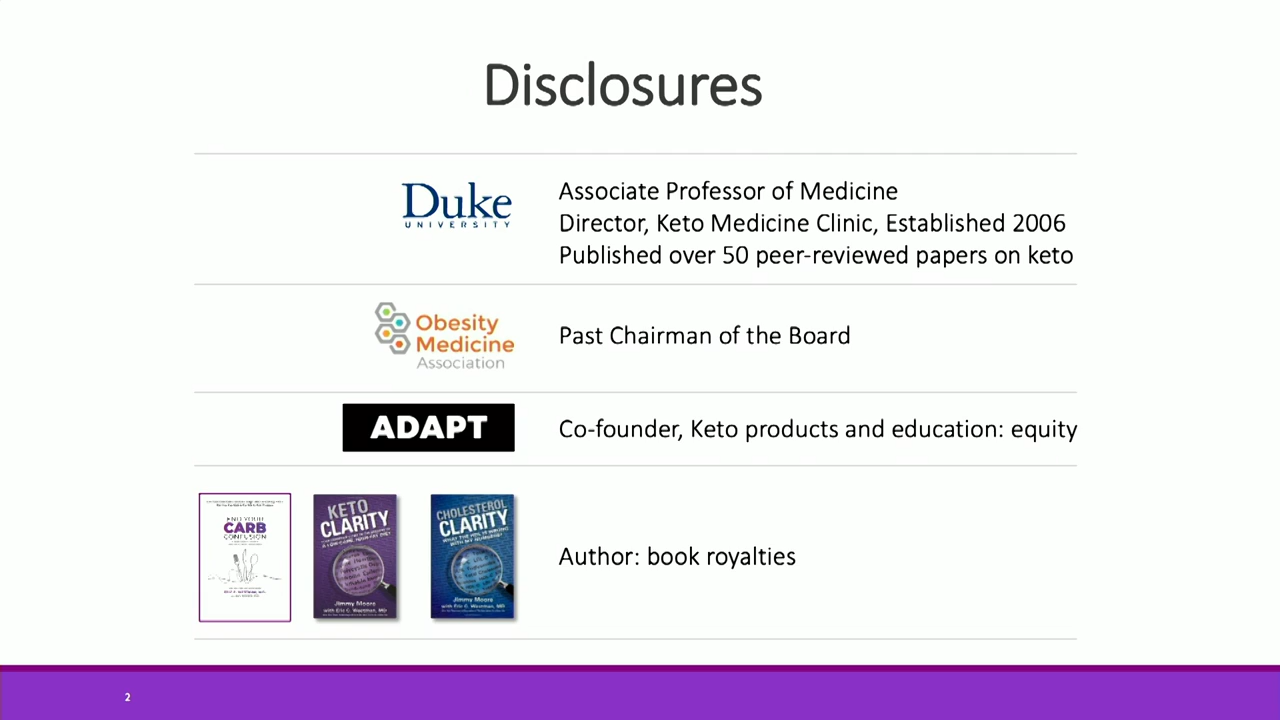 Disclosures
Duke
UNIVERSITY
Associate Professor of Medicine
Director, Keto Medicine Clinic, Established 2006
Published over 50 peer-reviewed papers on keto
Obesity
Medicine
Association
Past Chairman of the Board
ADAPT
Co-founder, Keto products and education: equity
END YOUR
CARB
CONFUSION
KETO
CLARITY
Jimmy Moore
with Eric C. Westman, MD
CHOLESTEROL
CLARITY
Jimmy Moore
with Eric C. Westman, MD
Author: book royalties
2